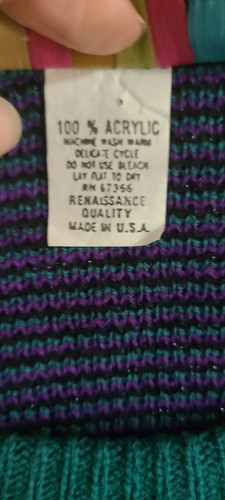 100 % ACRYLIC
MACHINE WASH WARM
DELICATE CYCLE
DO NOT USE BLEACH
LAY FLAT TO DRY
RN 67366
RENAISSANCE
QUALITY
MADE IN U.S.A.